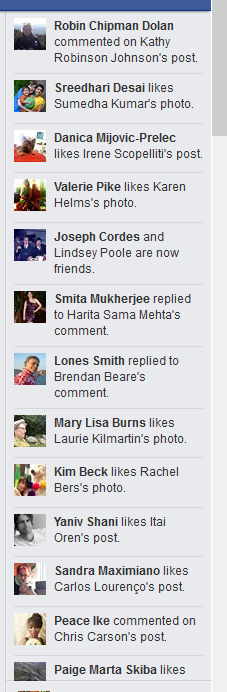 Robin Chipman Dolan
commented on Kathy
Robinson Johnson's post.
Sreedhari Desai likes
Sumedha Kumar's photo.
Danica Mijovic-Prelec
likes Irene Scopelliti's post.
Valerie Pike likes Karen
Helms's photo.
Joseph Cordes and
Lindsey Poole are now
friends.
Smita Mukherjee replied
to Harita Sama Mehta's
comment.
Lones Smith replied to
Brendan Beare's
comment.
Mary Lisa Burns likes
Laurie Kilmartin's photo.
Kim Beck likes Rachel
Bers's photo.
Yaniv Shani likes Itai
Oren's post.
Sandra Maximiano likes
Carlos Lourenço's post.
Peace Ike commented on
Chris Carson's post.
Paige Marta Skiba likes